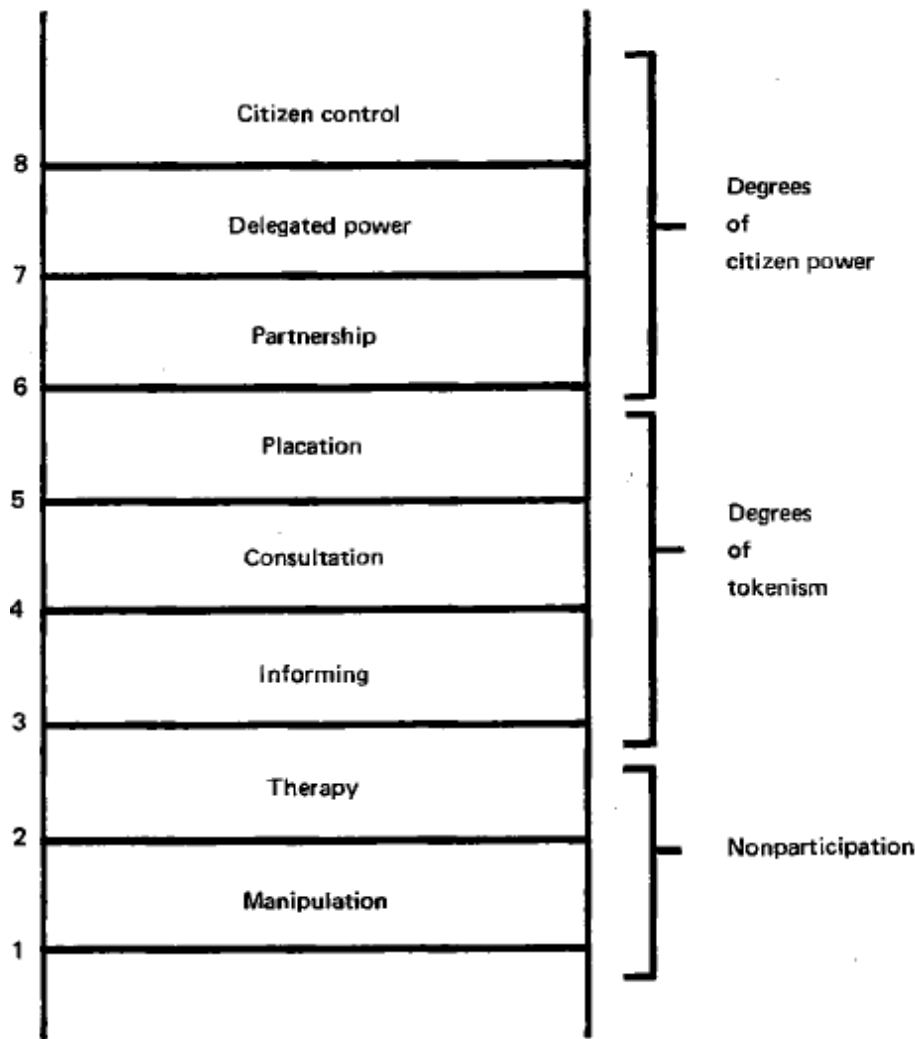 Citizen control
8
Delegated power
7
Partnership
6
Placation
5
Consultation
4
Informing
3
Therapy
2
Manipulation
1
Degrees
of
citizen power
Degrees
of
tokenism
Nonparticipation